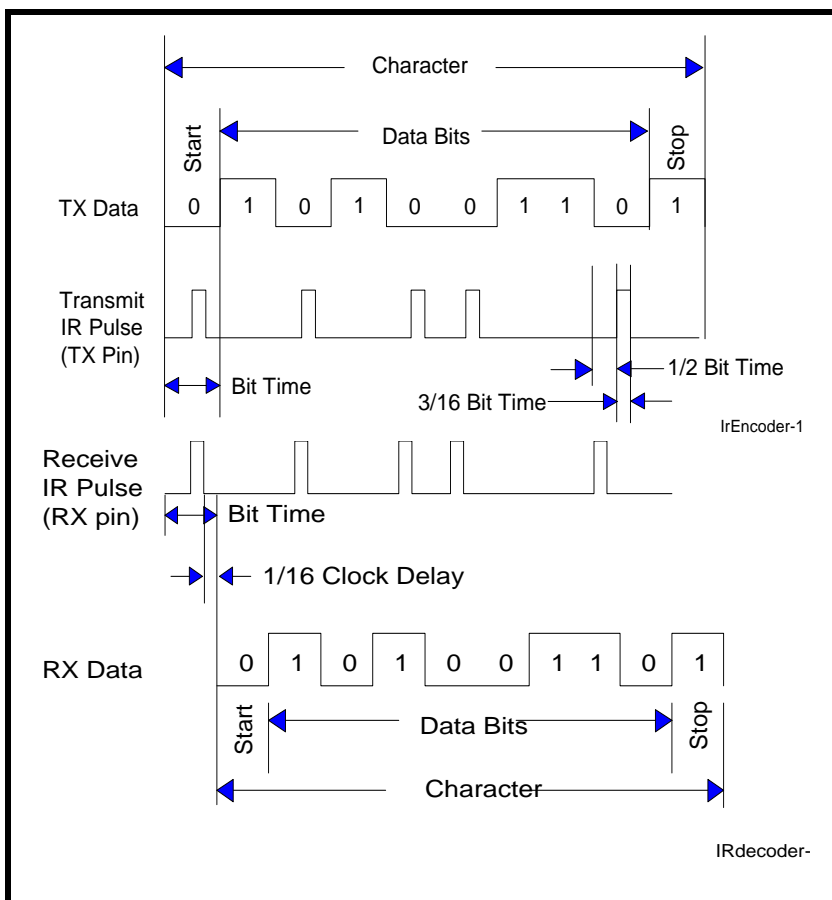 Character
Data Bits
Start
Stop
TX Data
0 1 0 1 0 0 1 1 0 1
Transmit
IR Pulse
(TX Pin)
Bit Time
1/2 Bit Time
3/16 Bit Time
IrEncoder-1
Receive
IR Pulse
(RX pin)
Bit Time
1/16 Clock Delay
RX Data
0 1 0 1 0 0 1 1 0 1
Start
Data Bits
Stop
Character
IRdecoder-